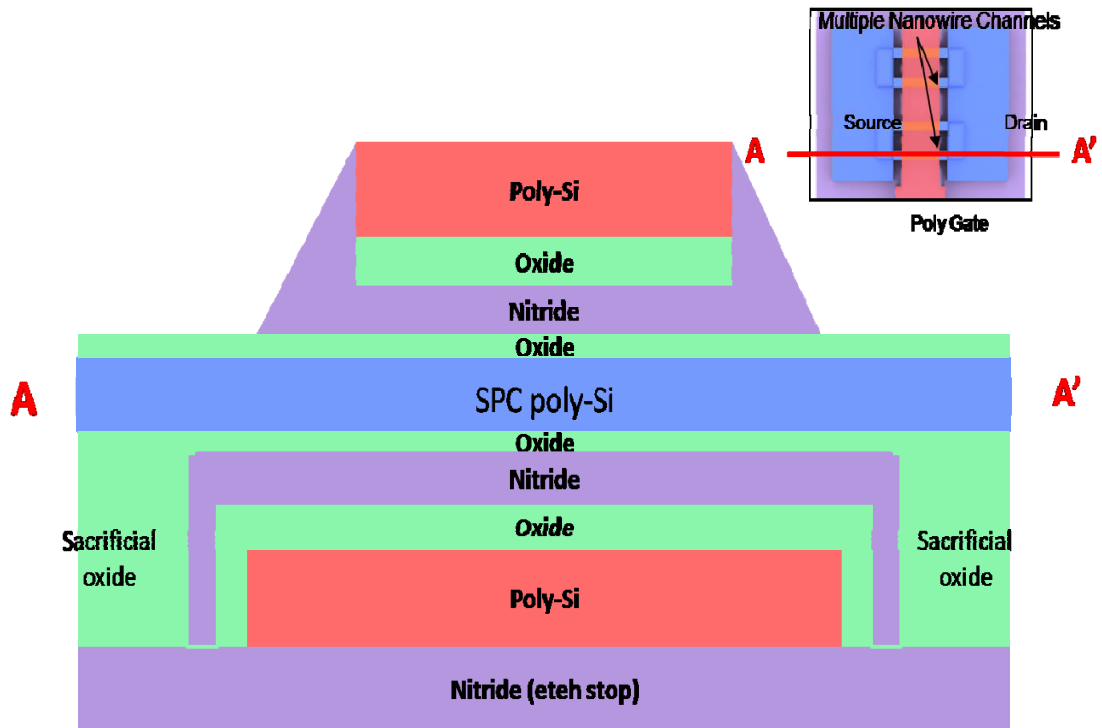 Multiple Nanowire Channels
Source
Drain
A
A'
Poly Gate
Poly-Si
Oxide
Nitride
Oxide
A
SPC poly-Si
A'
Oxide
Nitride
Oxide
Sacrificial
oxide
Sacrificial
oxide
Poly-Si
Nitride (eteh stop)